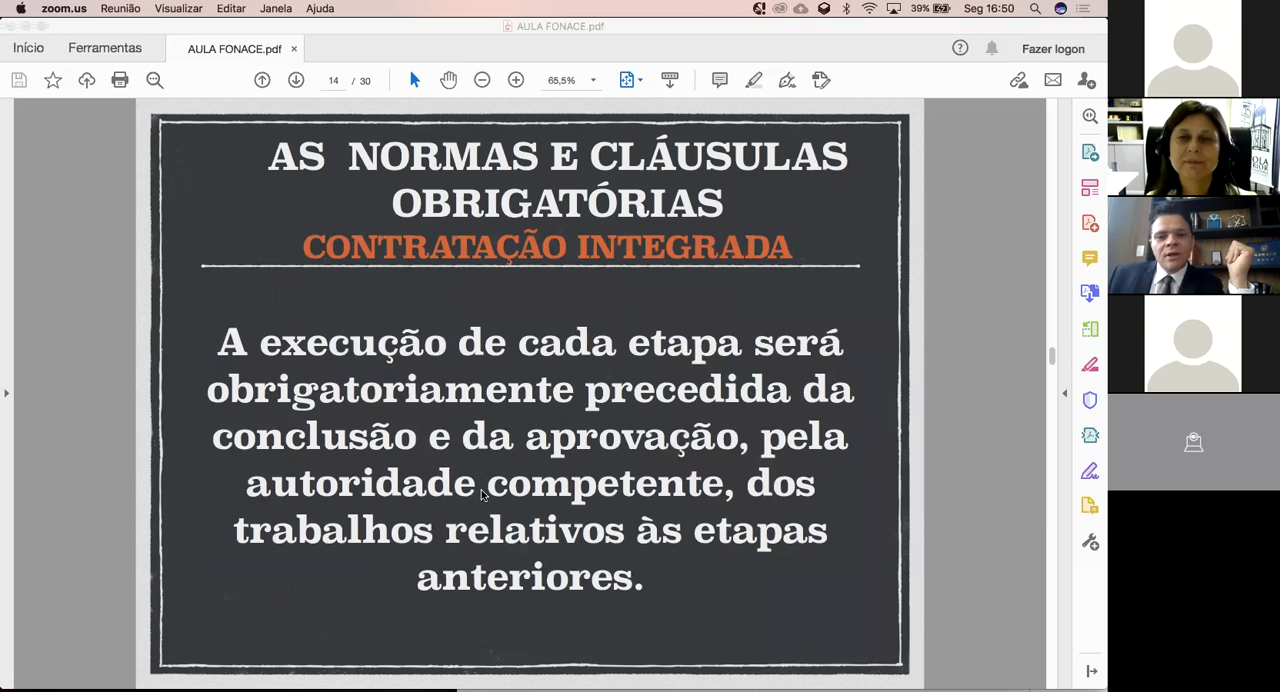 zoom.us Reunião Visualizar Editar Janela Ajuda 39% Seg 16:50
AULA FONACE.pdf
Início Ferramentas AULA FONACE.pdf × Fazer logon
14 / 30 65,5%
AS NORMAS E CLÁUSULAS
OBRIGATÓRIAS
CONTRATAÇÃO INTEGRADA
A execução de cada etapa será
obrigatoriamente precedida da
conclusão e da aprovação, pela
autoridade competente, dos
trabalhos relativos às etapas
anteriores.